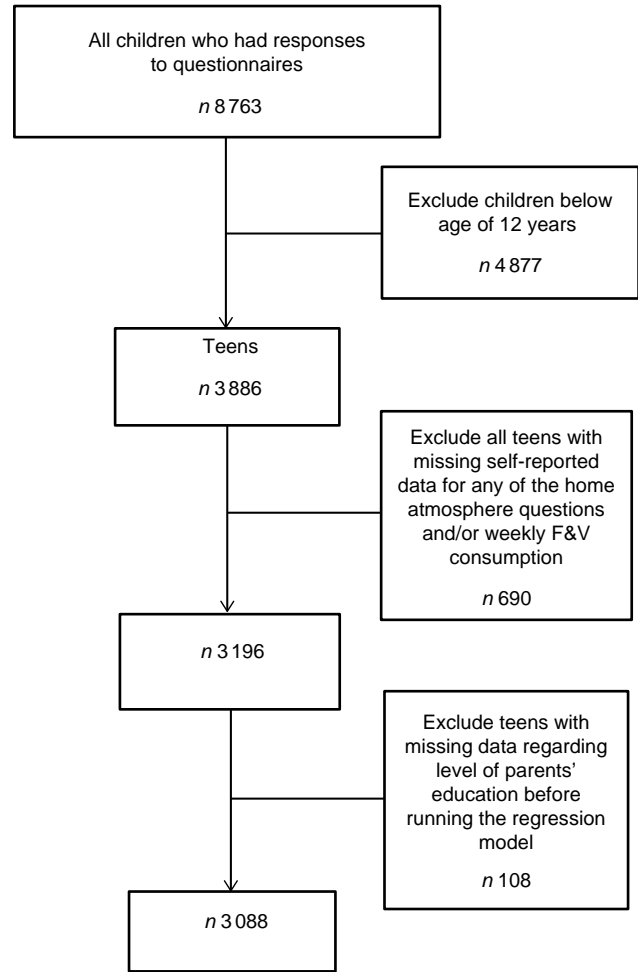 All children who had responses
to questionnaires
n 8 763
Exclude children below
age of 12 years
n 4 877
Teens
n 3 886
Exclude all teens with
missing self-reported
data for any of the home
atmosphere questions
and/or weekly F&V
consumption
n 690
n 3 196
Exclude teens with
missing data regarding
level of parents’
education before
running the regression
model
n 108
n 3 088